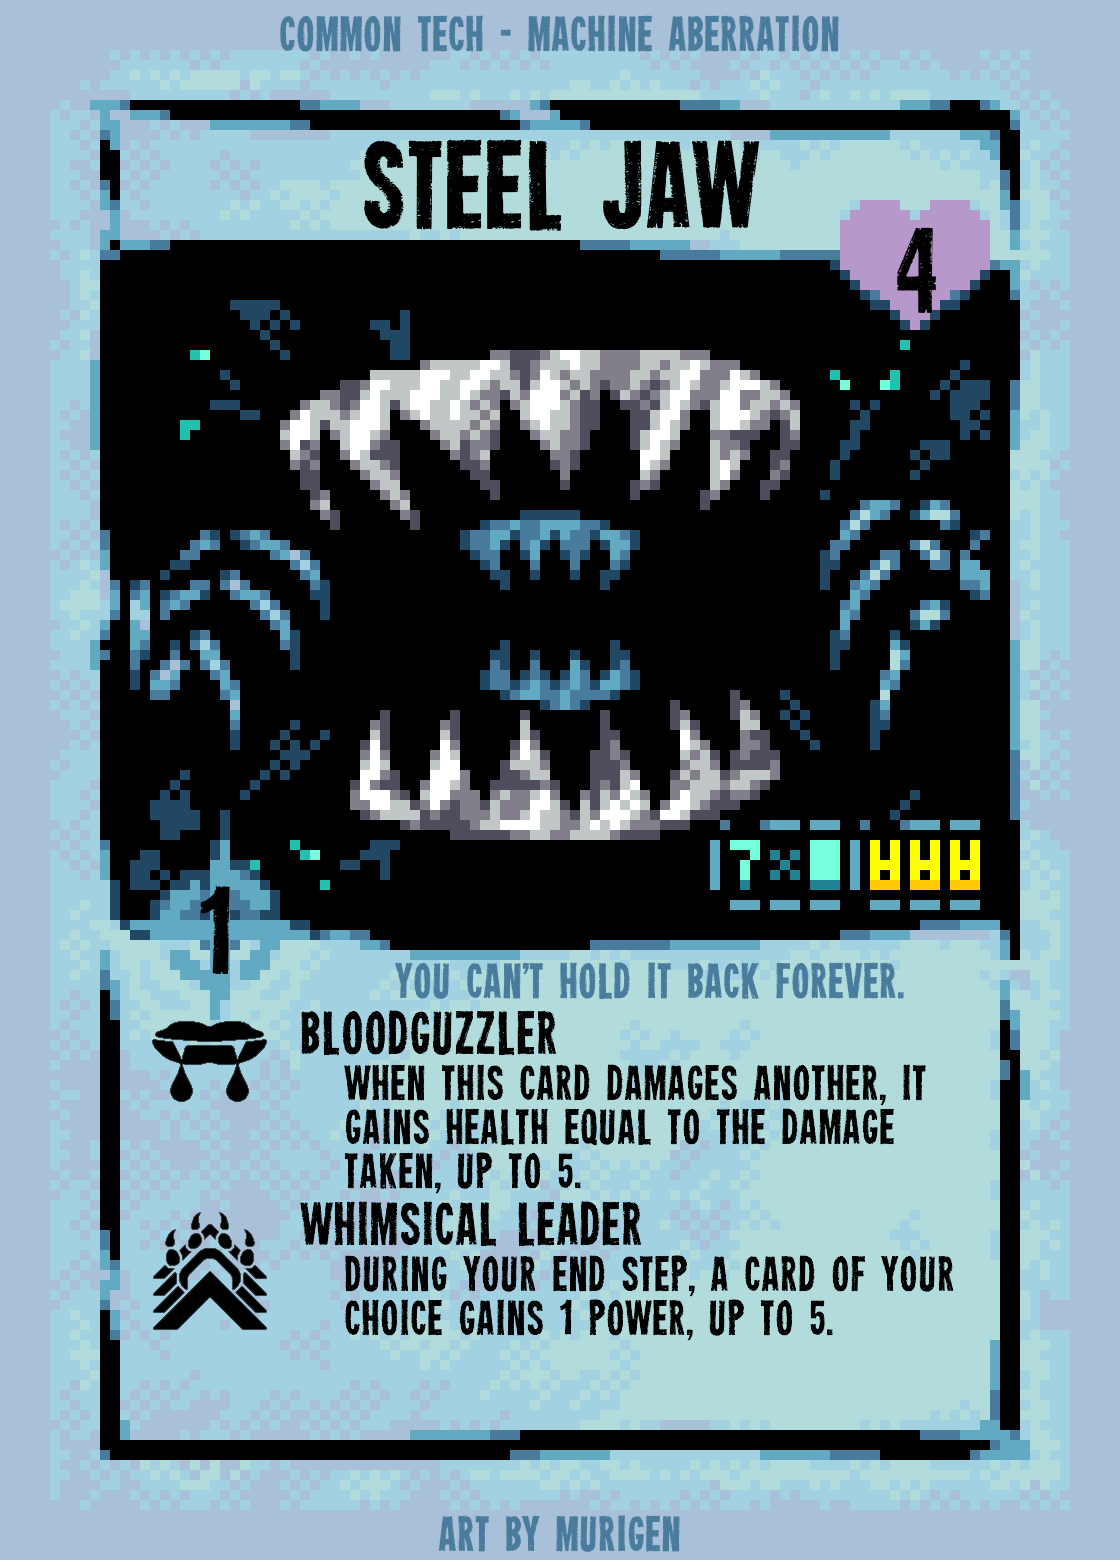 COMMON TECH - MACHINE ABERRATION
STEEL JAW
4
7
1
YOU CAN'T HOLD IT BACK FOREVER.
BLOODGUZZLER
WHEN THIS CARD DAMAGES ANOTHER, IT
GAINS HEALTH EQUAL TO THE DAMAGE
TAKEN, UP TO 5.
WHIMSICAL LEADER
DURING YOUR END STEP, A CARD OF YOUR
CHOICE GAINS 1 POWER, UP TO 5.
ART BY MURIGEN